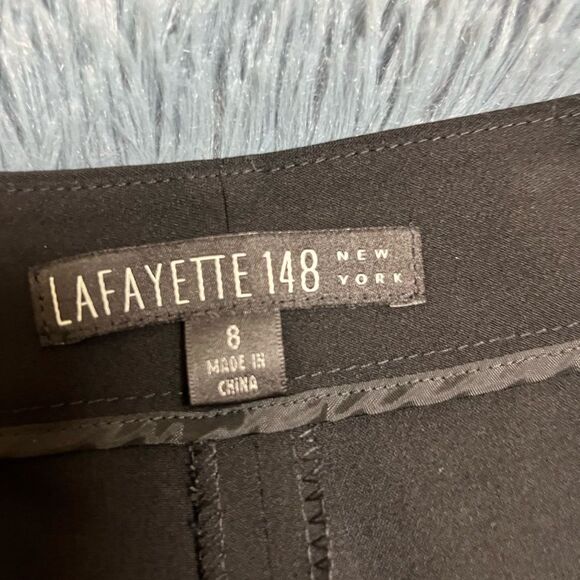 LAFAYETTE 148 NEW YORK
8
MADE IN
CHINA